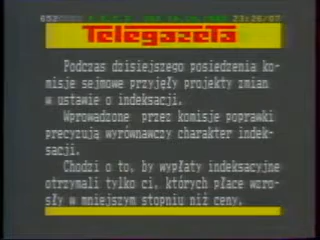 652
23:26/07
Telegazeta
Podczas dzisiejszego posiedzenia ko-
misje sejmowe przyjęły projekty zmian
w ustawie o indeksacji.
Wprowadzone przez komisje poprawki
precyzują wyrównawczy charakter indek-
sacji.
Chodzi o to, by wypłaty indeksacyjne
otrzymali tylko ci, których płace wzro-
sły w mniejszym stopniu niż ceny.